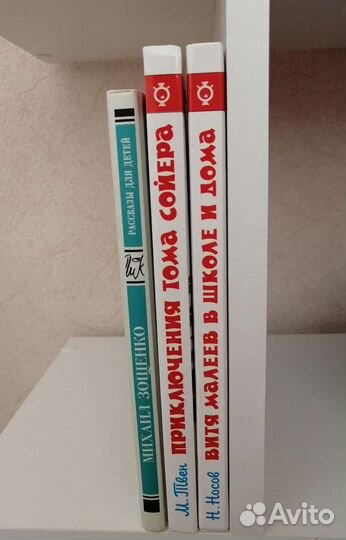 МИХАИЛ ЗОЩЕНКО
РАССКАЗЫ ДЛЯ ДЕТЕЙ
М. Твен
ПРИКЛЮЧЕНИЯ ТОМА СОЙЕРА
Н. Носов
ВИТЯ МАЛЕЕВ В ШКОЛЕ И ДОМА
Avito